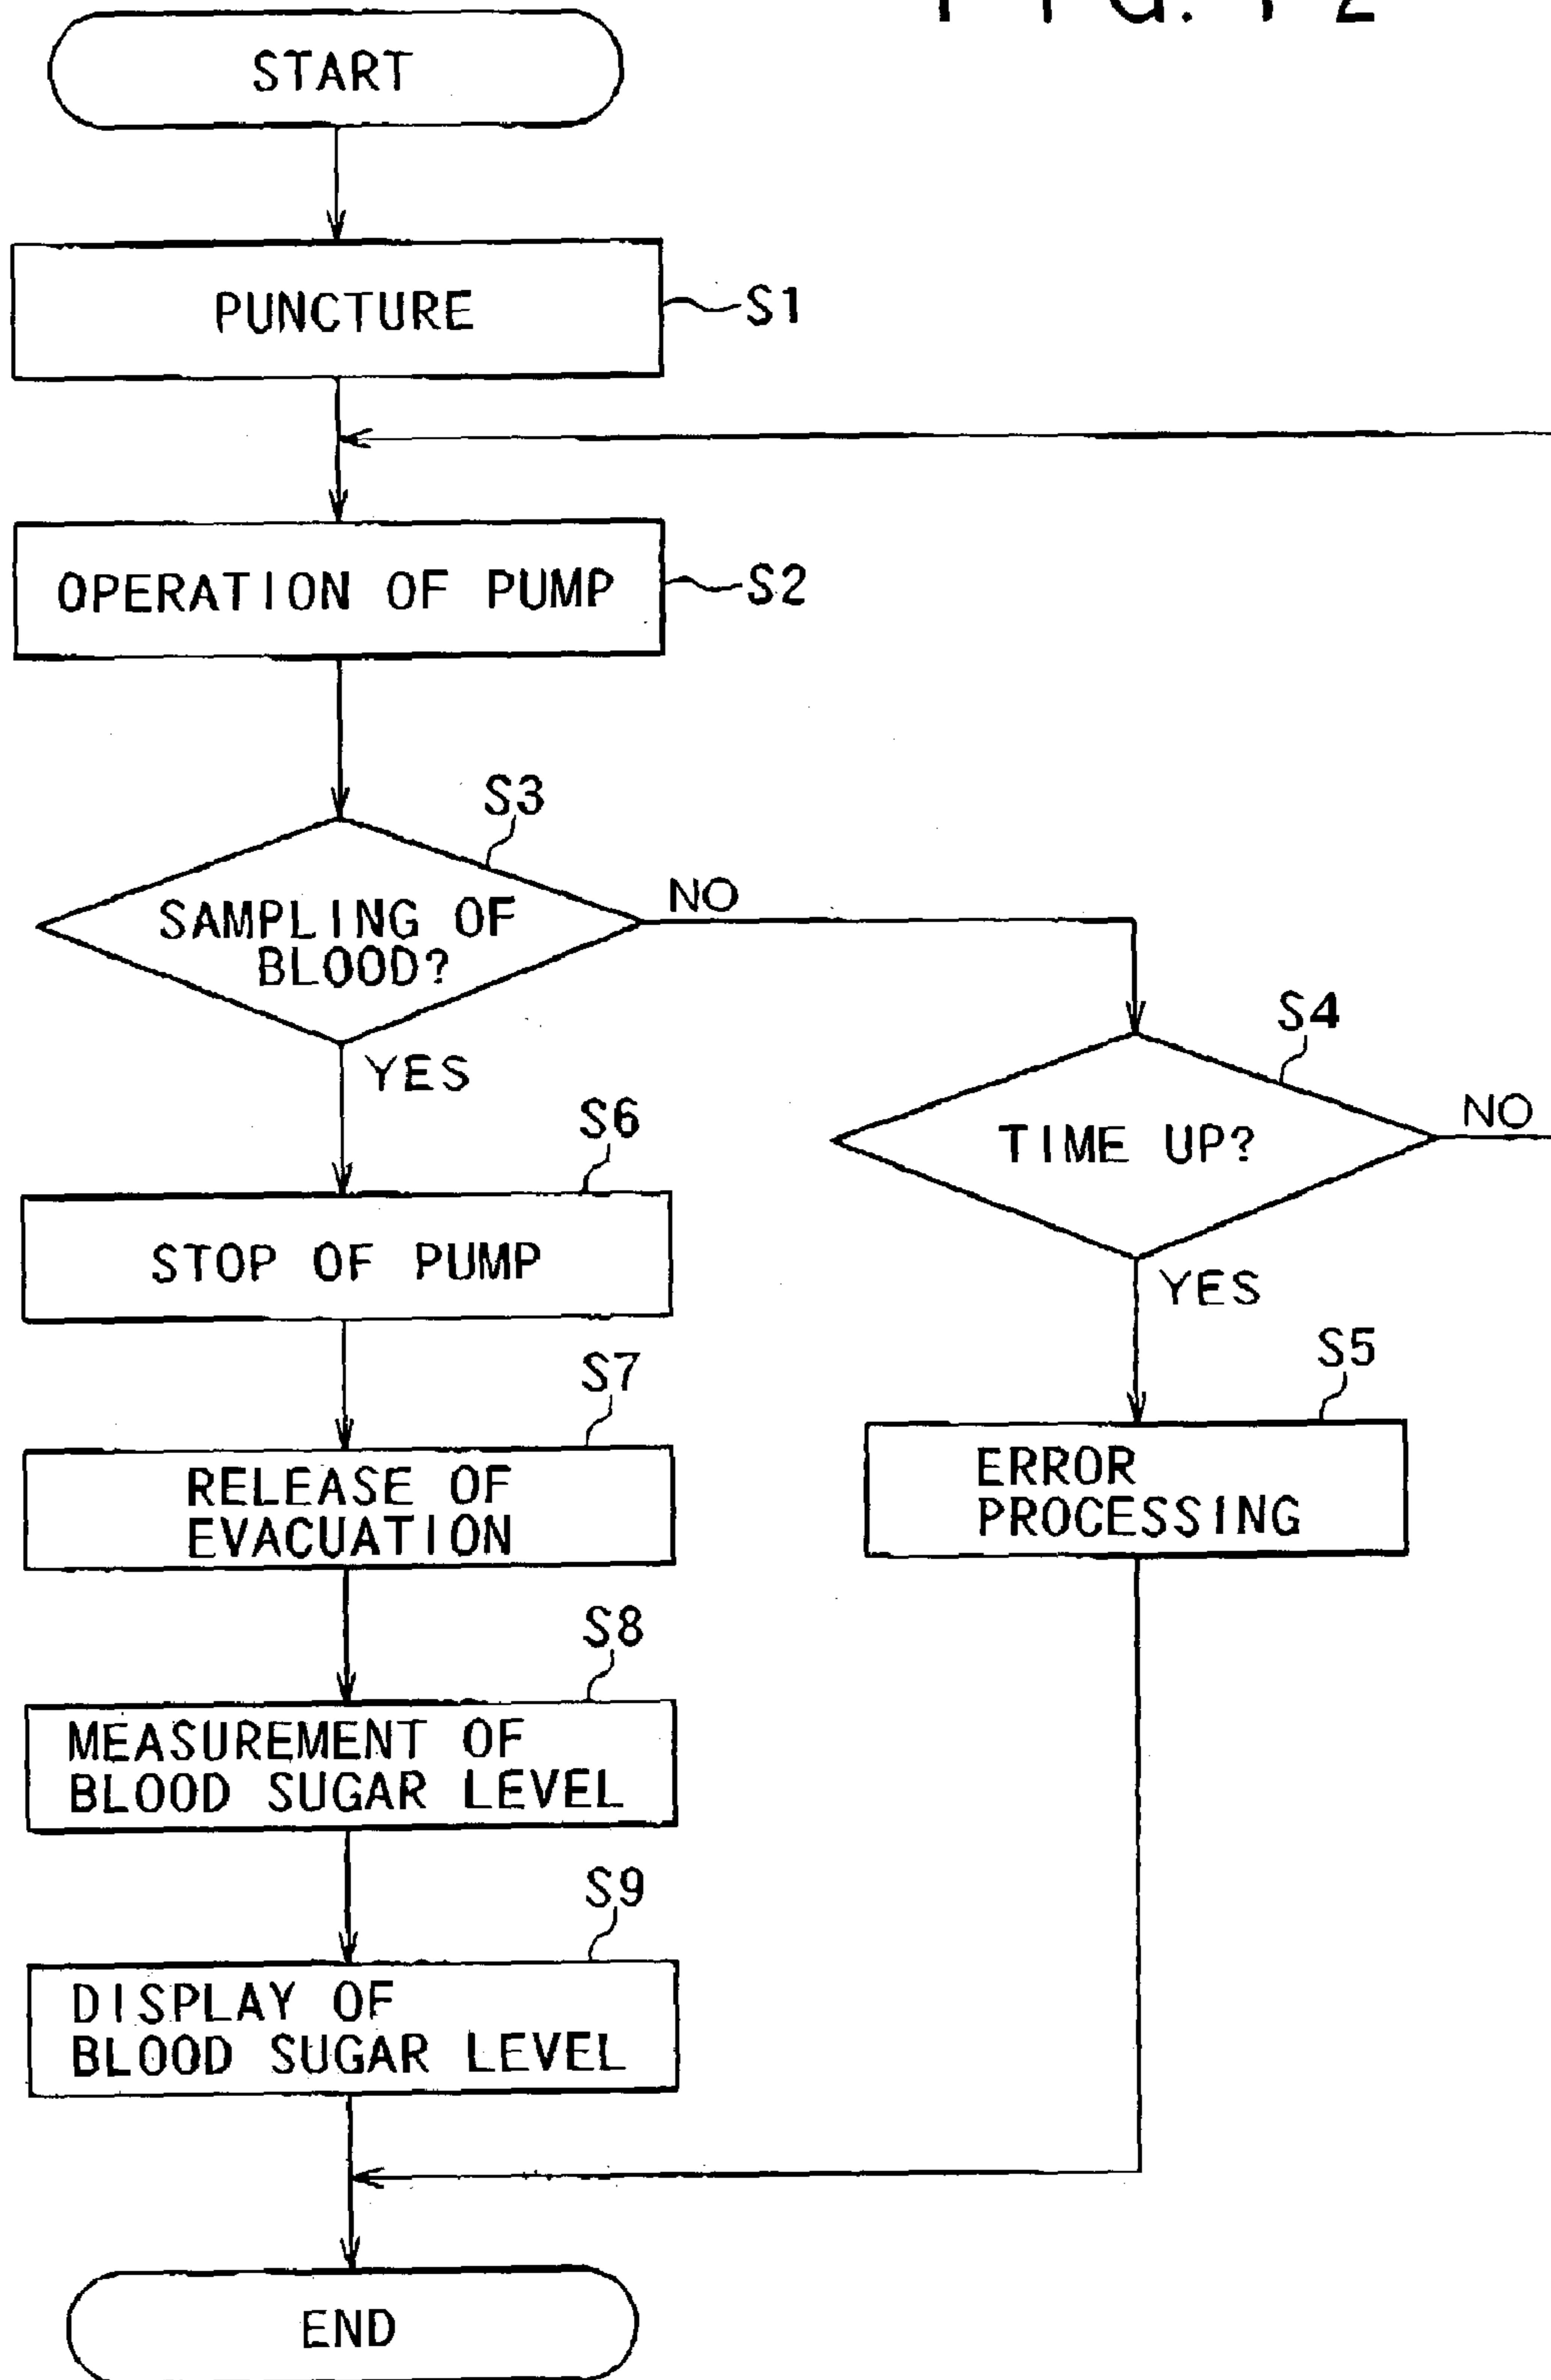 FIG. 12
START
PUNCTURE
S1
OPERATION OF PUMP
S2
S3
SAMPLING OF
BLOOD?
NO
YES
S4
TIME UP?
NO
YES
S5
ERROR
PROCESSING
S6
STOP OF PUMP
S7
RELEASE OF
EVACUATION
S8
MEASUREMENT OF
BLOOD SUGAR LEVEL
S9
DISPLAY OF
BLOOD SUGAR LEVEL
END